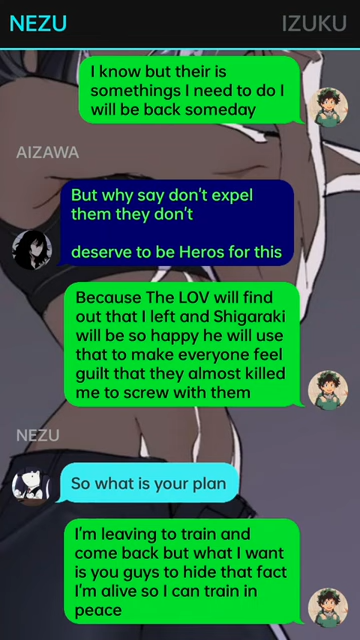 NEZU IZUKU
I know but their is
somethings I need to do I
will be back someday
AIZAWA
But why say don't expel
them they don't
deserve to be Heros for this
Because The LOV will find
out that I left and Shigaraki
will be so happy he will use
that to make everyone feel
guilt that they almost killed
me to screw with them
NEZU
So what is your plan
I'm leaving to train and
come back but what I want
is you guys to hide that fact
I'm alive so I can train in
peace